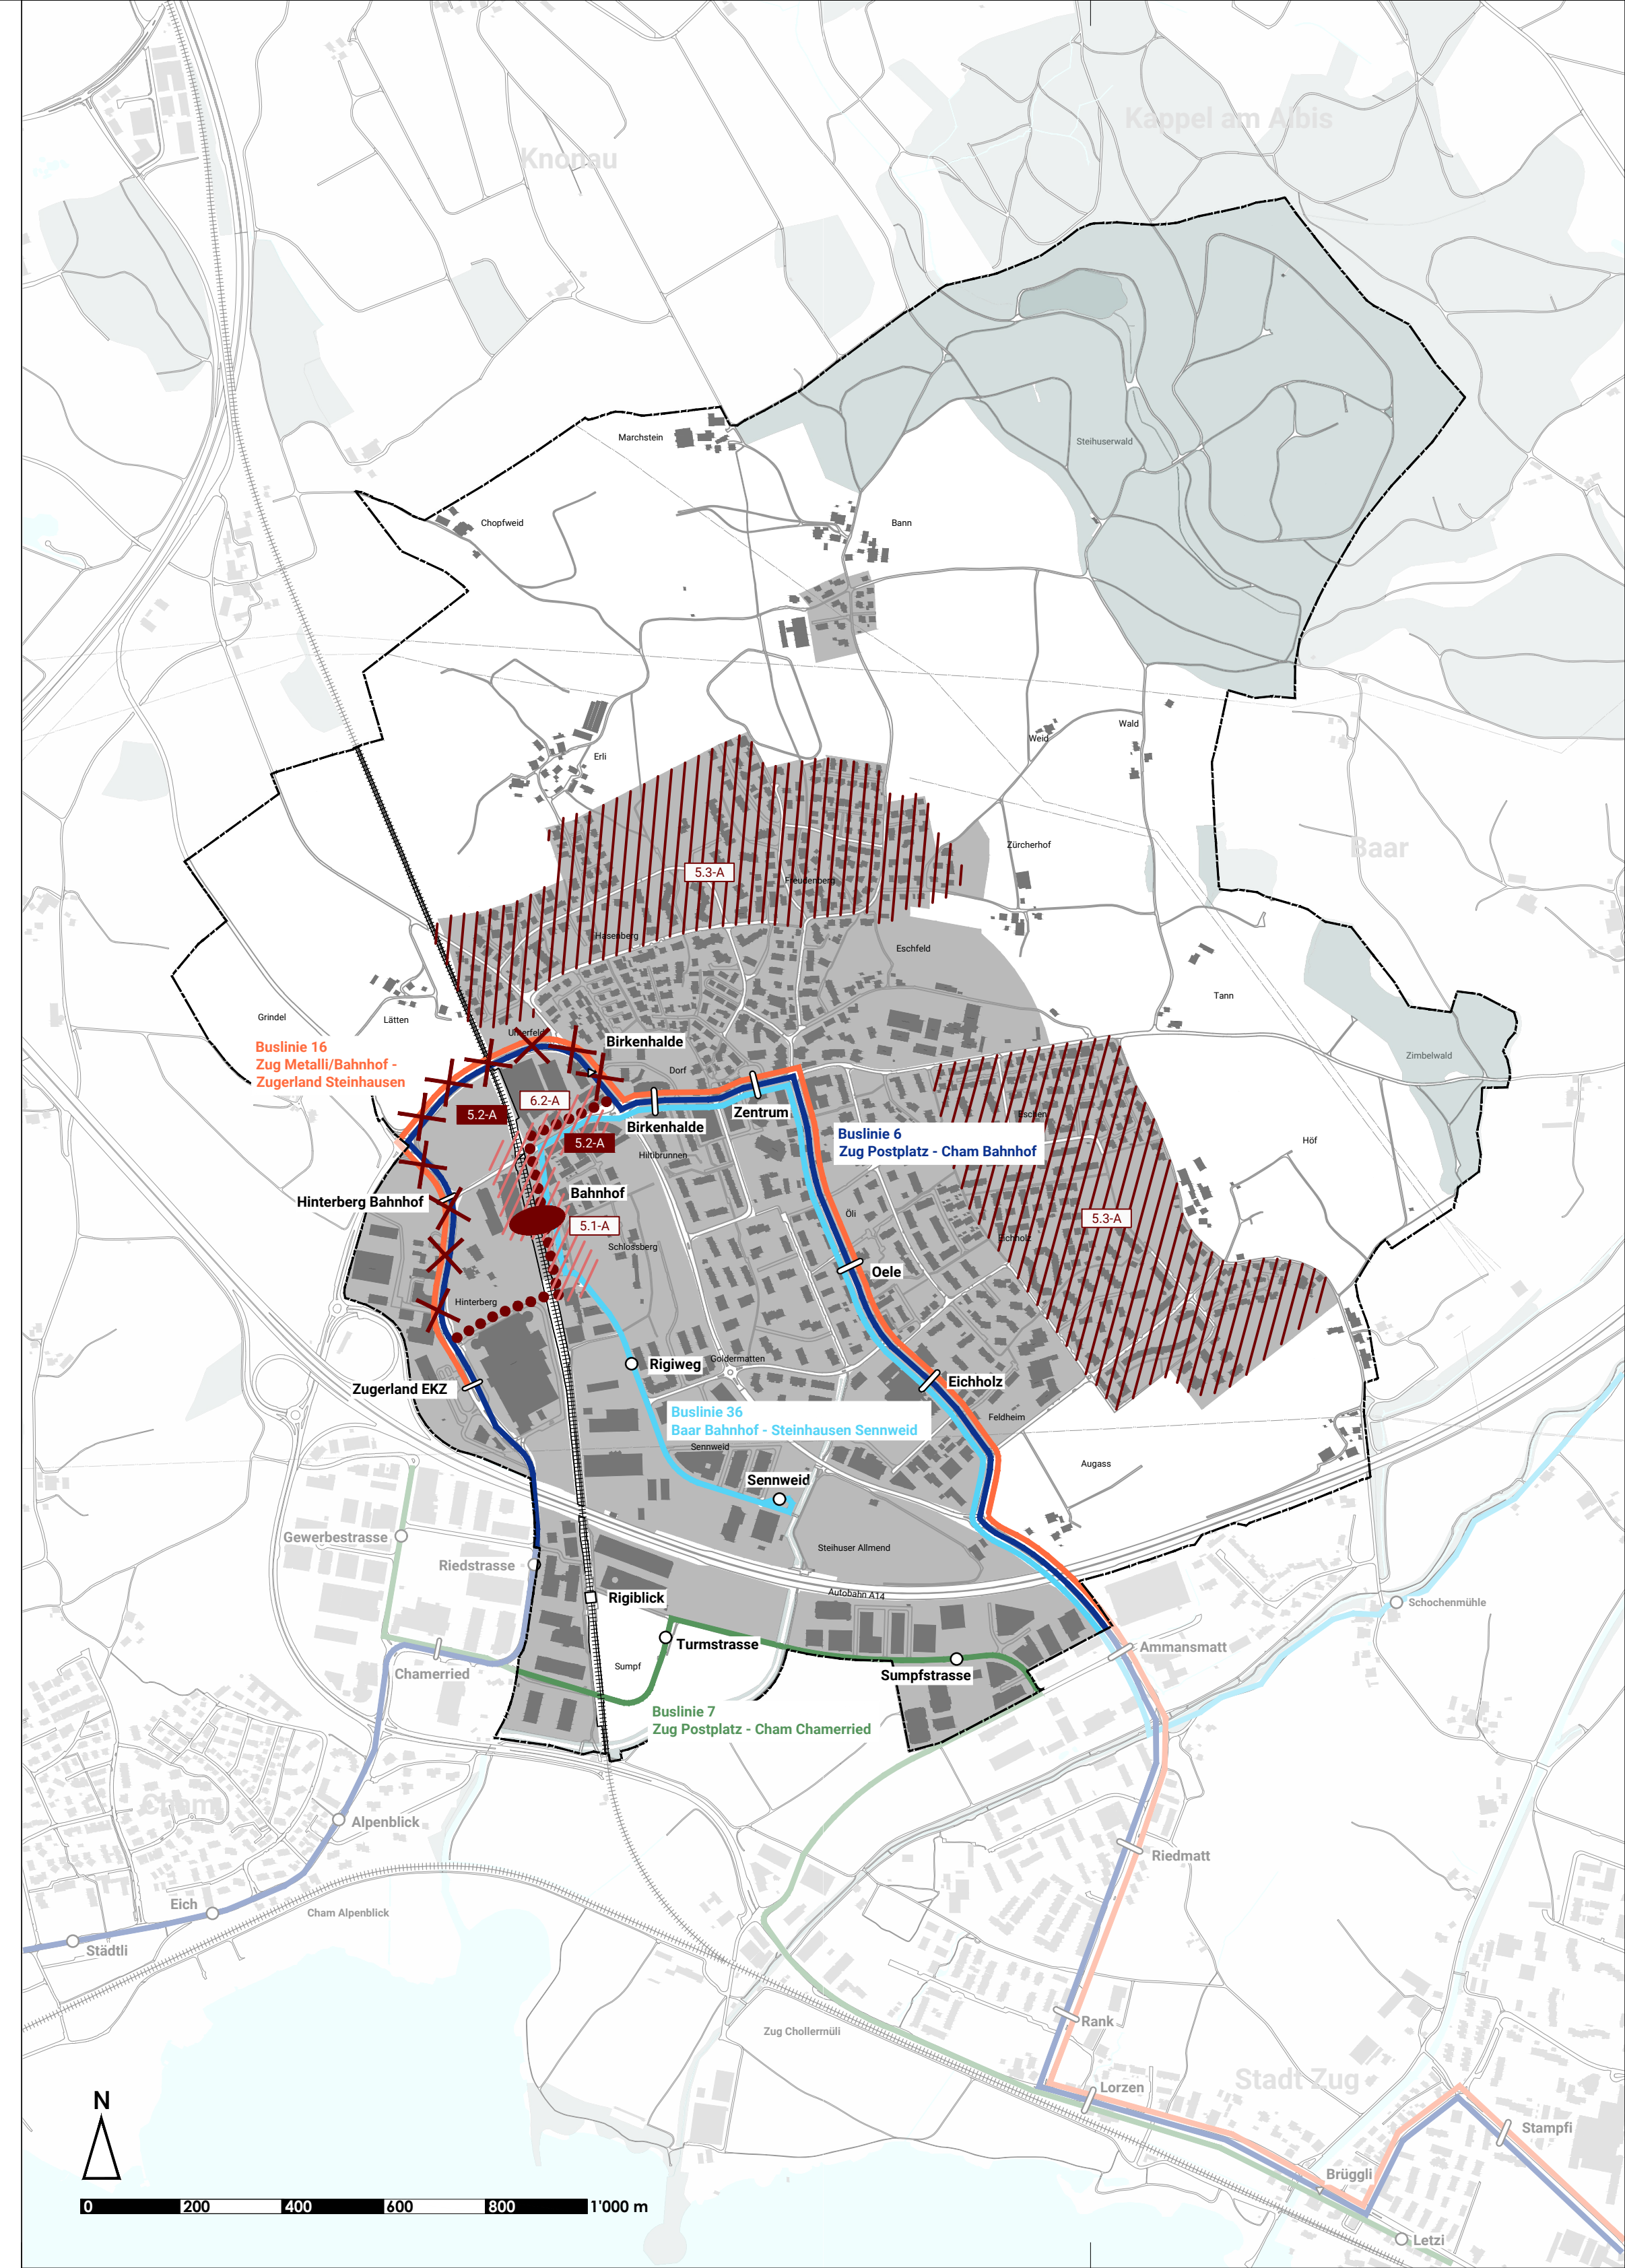 Kappel am Albis
Knonau
Marchstein
Steihuserwald
Chopfweid
Bann
Wald
Weid
Erli
Zürcherhof
Baar
5.3-A
Freudenberg
Hasenberg
Eschfeld
Tann
Grindel
Lätten
Unterfeld
Birkenhalde
Zimbelwald
Buslinie 16
Zug Metalli/Bahnhof -
Zugerland Steinhausen
Dorf
6.2-A
5.2-A
Zentrum
Eschen
Birkenhalde
Buslinie 6
Zug Postplatz - Cham Bahnhof
Höf
5.2-A
Hiltibrunnen
Hinterberg Bahnhof
Bahnhof
5.1-A
Öli
5.3-A
Eichholz
Schlossberg
Oele
Hinterberg
Rigiweg
Goldermatten
Zugerland EKZ
Eichholz
Buslinie 36
Baar Bahnhof - Steinhausen Sennweid
Feldheim
Sennweid
Augass
Sennweid
Gewerbestrasse
Steihuser Allmend
Riedstrasse
Autobahn A14
Rigiblick
Schochenmühle
Turmstrasse
Ammansmatt
Sumpf
Chamerried
Sumpfstrasse
Buslinie 7
Zug Postplatz - Cham Chamerried
Cham
Alpenblick
Riedmatt
Eich
Cham Alpenblick
Städtli
Rank
Zug Chollermüli
Stadt Zug
Lorzen
N
Stampfi
Brüggli
0 200 400 600 800 1'000 m
Letzi